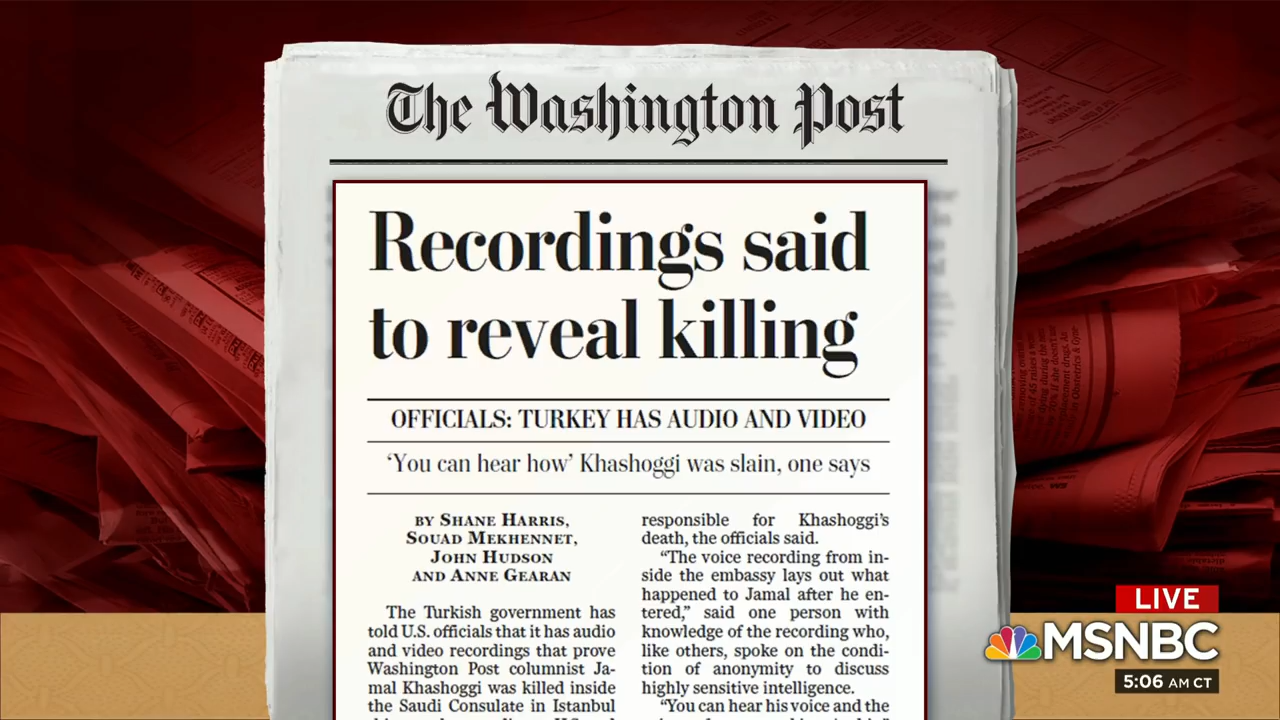 The Washington Post
Recordings said
to reveal killing
OFFICIALS: TURKEY HAS AUDIO AND VIDEO
‘You can hear how’ Khashoggi was slain, one says
BY SHANE HARRIS,
SOUAD MEKHENNET,
JOHN HUDSON
AND ANNE GEARAN
The Turkish government has
told U.S. officials that it has audio
and video recordings that prove
Washington Post columnist Ja-
mal Khashoggi was killed inside
the Saudi Consulate in Istanbul
responsible for Khashoggi’s
death, the officials said.
“The voice recording from in-
side the embassy lays out what
happened to Jamal after he en-
tered,” said one person with
knowledge of the recording who,
like others, spoke on the condi-
tion of anonymity to discuss
highly sensitive intelligence.
“You can hear his voice and the
LIVE
MSNBC
5:06 AM CT